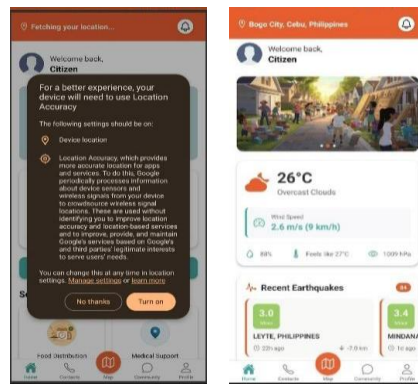 Fetching your location...
Welcome back,
Citizen
For a better experience, your
device will need to use Location
Accuracy
The following settings should be on:
Device location
Location Accuracy, which provides
more accurate location for apps
and services. To do this, Google
periodically processes information
about device sensors and
wireless signals from your device
to crowdsource wireless signal
locations. These are used without
identifying you to improve location
accuracy and location-based services
and to improve, provide, and maintain
Google's services based on Google's
and third parties' legitimate interests
to serve users' needs.
You can change this at any time in location
settings. Manage settings or learn more
No thanks
Turn on
Food Distribution
Medical Support
Home
Contacts
Map
Community
Profile
Bogo City, Cebu, Philippines
Welcome back,
Citizen
26°C
Overcast Clouds
Wind Speed
2.6 m/s (9 km/h)
88%
Feels like 27°C
1009 hPa
Recent Earthquakes
3.0
LEYTE, PHILIPPINES
22h ago
3.4
MINDANA
1d ago
Home
Contacts
Map
Community
Profile